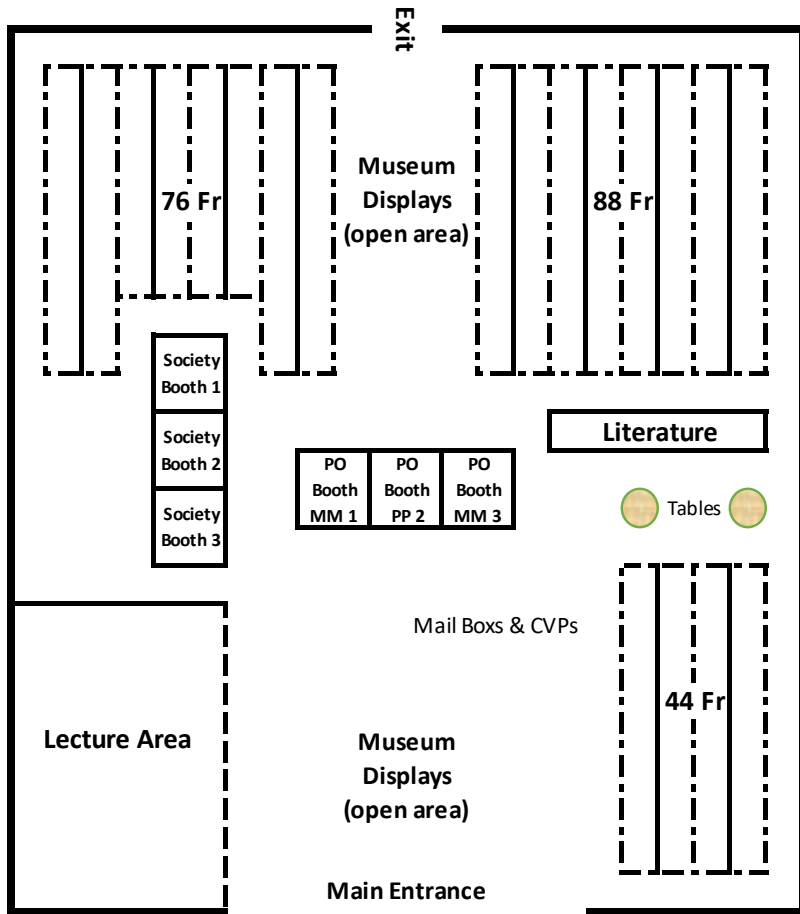 Exit
Museum
Displays
(open area)
76 Fr
88 Fr
Society
Booth 1
Society
Booth 2
Society
Booth 3
Literature
PO
Booth
MM 1
PO
Booth
PP 2
PO
Booth
MM 3
Tables
Mail Boxs & CVPs
44 Fr
Lecture Area
Museum
Displays
(open area)
Main Entrance